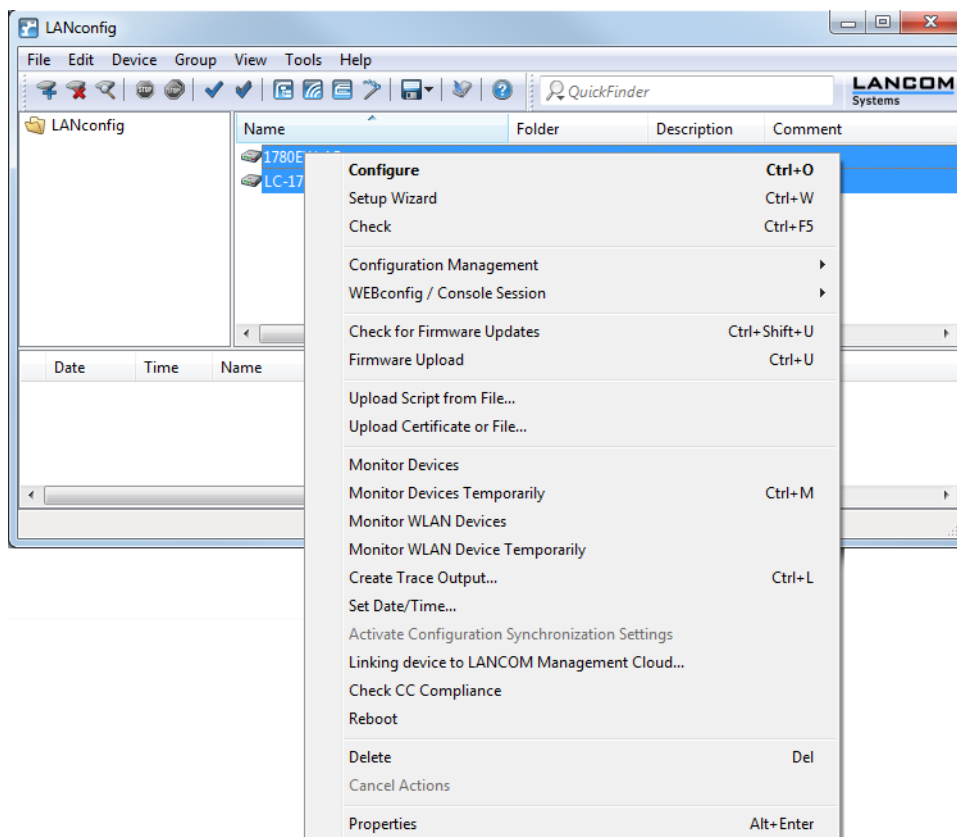 LANconfig
File Edit Device Group View Tools Help
STOP STOP QuickFinder LANCOM
Systems
LANconfig
Name Folder Description Comment
LC-17
Configure Ctrl+O
Setup Wizard Ctrl+W
Check Ctrl+F5
Configuration Management
WEBconfig / Console Session
Check for Firmware Updates Ctrl+Shift+U
Firmware Upload Ctrl+U
Upload Script from File...
Upload Certificate or File...
Date Time Name
Monitor Devices
Monitor Devices Temporarily Ctrl+M
Monitor WLAN Devices
Monitor WLAN Device Temporarily
Create Trace Output... Ctrl+L
Set Date/Time...
Activate Configuration Synchronization Settings
Linking device to LANCOM Management Cloud...
Check CC Compliance
Reboot
Delete Del
Cancel Actions
Properties Alt+Enter